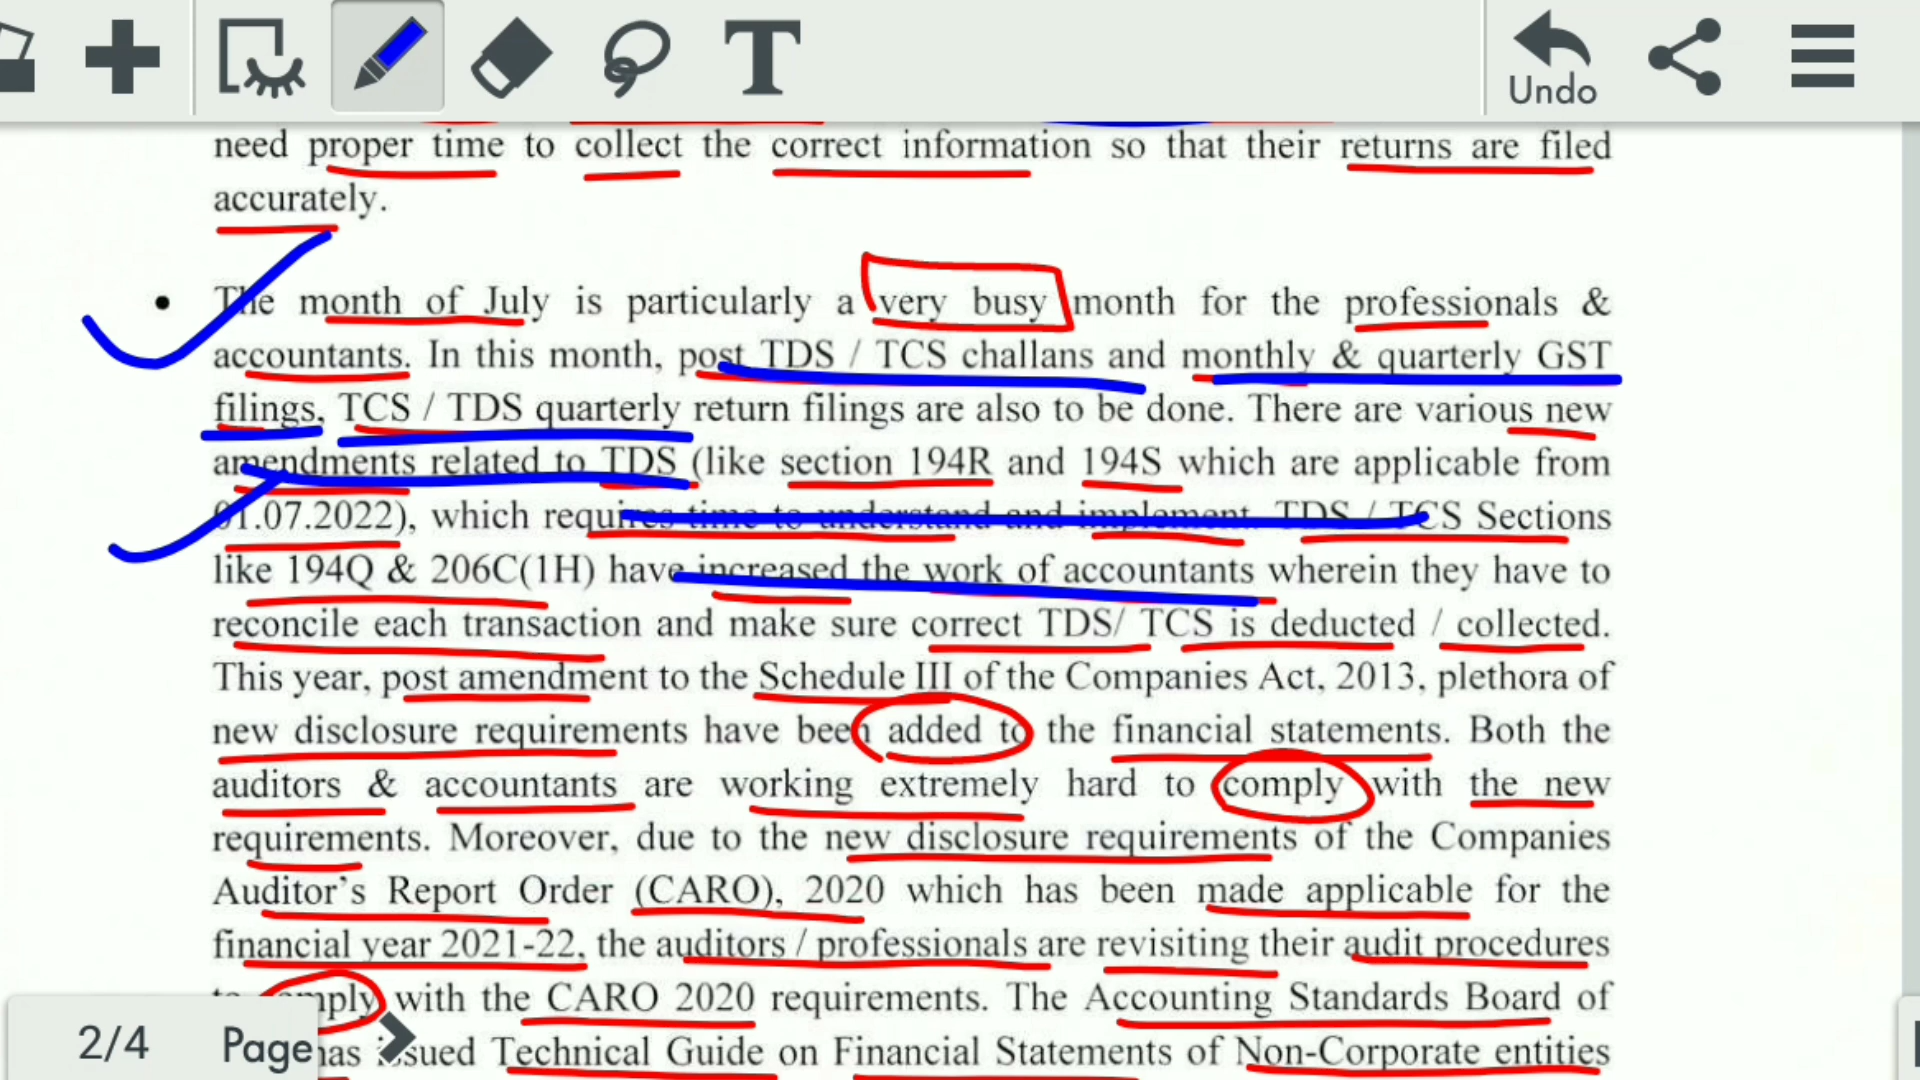 T
Undo
need proper time to collect the correct information so that their returns are filed
accurately.
• The month of July is particularly a very busy month for the professionals &
accountants. In this month, post TDS / TCS challans and monthly & quarterly GST
filings, TCS / TDS quarterly return filings are also to be done. There are various new
amendments related to TDS (like section 194R and 194S which are applicable from
01.07.2022), which requires time to understand and implement. TDS / TCS Sections
like 194Q & 206C(1H) have increased the work of accountants wherein they have to
reconcile each transaction and make sure correct TDS/ TCS is deducted / collected.
This year, post amendment to the Schedule III of the Companies Act, 2013, plethora of
new disclosure requirements have been added to the financial statements. Both the
auditors & accountants are working extremely hard to comply with the new
requirements. Moreover, due to the new disclosure requirements of the Companies
Auditor's Report Order (CARO), 2020 which has been made applicable for the
financial year 2021-22, the auditors / professionals are revisiting their audit procedures
to comply with the CARO 2020 requirements. The Accounting Standards Board of
has issued Technical Guide on Financial Statements of Non-Corporate entities
2/4 Page